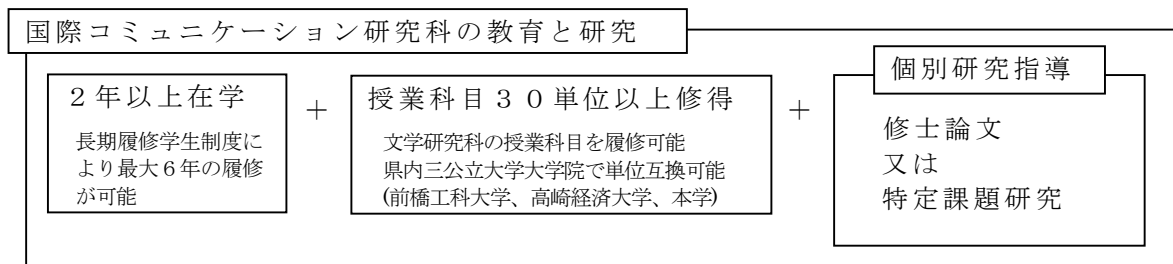 国際コミュニケーション研究科の教育と研究
２年以上在学
長期履修学生制度に
より最大６年の履修
が可能
＋
授業科目３０単位以上修得
文学研究科の授業科目を履修可能
県内三公立大学大学院で単位互換可能
(前橋工科大学、高崎経済大学、本学)
＋
個別研究指導
修士論文
又は
特定課題研究